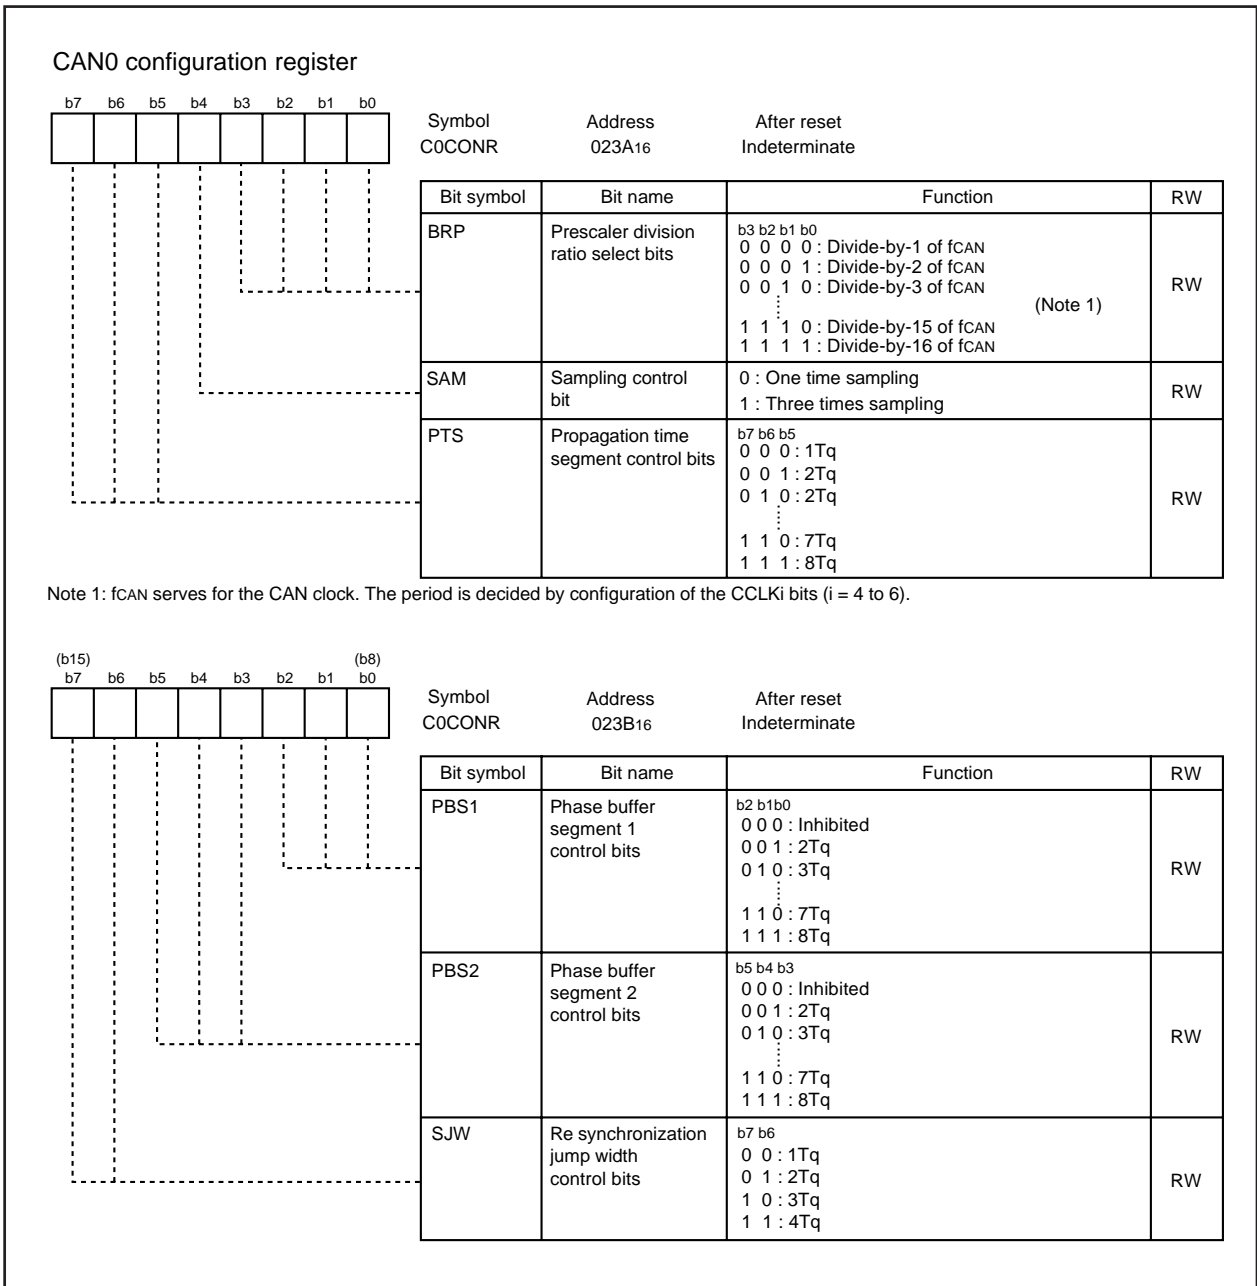 CAN0 configuration register
b7 b6 b5 b4 b3 b2 b1 b0
Symbol Address After reset
C0CONR 023A16 Indeterminate
Bit symbol Bit name Function RW
BRP Prescaler division ratio select bits RW
b3 b2 b1 b0
0 0 0 0 : Divide-by-1 of fCAN
0 0 0 1 : Divide-by-2 of fCAN
0 0 1 0 : Divide-by-3 of fCAN
(Note 1)
1 1 1 0 : Divide-by-15 of fCAN
1 1 1 1 : Divide-by-16 of fCAN
SAM Sampling control bit RW
0 : One time sampling
1 : Three times sampling
PTS Propagation time segment control bits RW
b7 b6 b5
0 0 0 : 1Tq
0 0 1 : 2Tq
0 1 0 : 2Tq
1 1 0 : 7Tq
1 1 1 : 8Tq
Note 1: fCAN serves for the CAN clock. The period is decided by configuration of the CCLKi bits (i = 4 to 6).
(b15) (b8)
b7 b6 b5 b4 b3 b2 b1 b0
Symbol Address After reset
C0CONR 023B16 Indeterminate
Bit symbol Bit name Function RW
PBS1 Phase buffer segment 1 control bits RW
b2 b1b0
0 0 0 : Inhibited
0 0 1 : 2Tq
0 1 0 : 3Tq
1 1 0 : 7Tq
1 1 1 : 8Tq
PBS2 Phase buffer segment 2 control bits RW
b5 b4 b3
0 0 0 : Inhibited
0 0 1 : 2Tq
0 1 0 : 3Tq
1 1 0 : 7Tq
1 1 1 : 8Tq
SJW Re synchronization jump width control bits RW
b7 b6
0 0 : 1Tq
0 1 : 2Tq
1 0 : 3Tq
1 1 : 4Tq